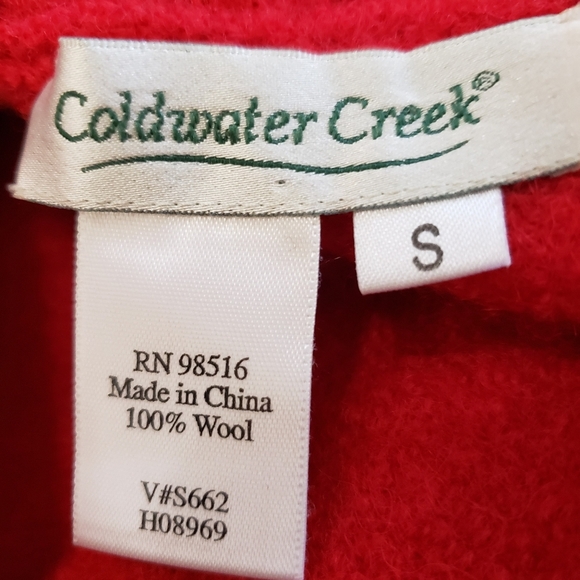 Coldwater Creek®
S
RN 98516
Made in China
100% Wool
V#S662
H08969